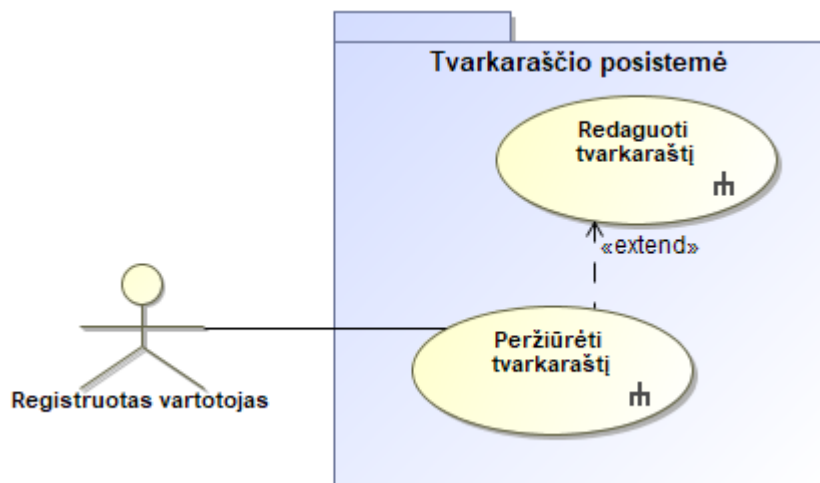 Tvarkaraščio posistemė
Redaguoti
tvarkaraštį
«extend»
Peržiūrėti
tvarkaraštį
Registruotas vartotojas